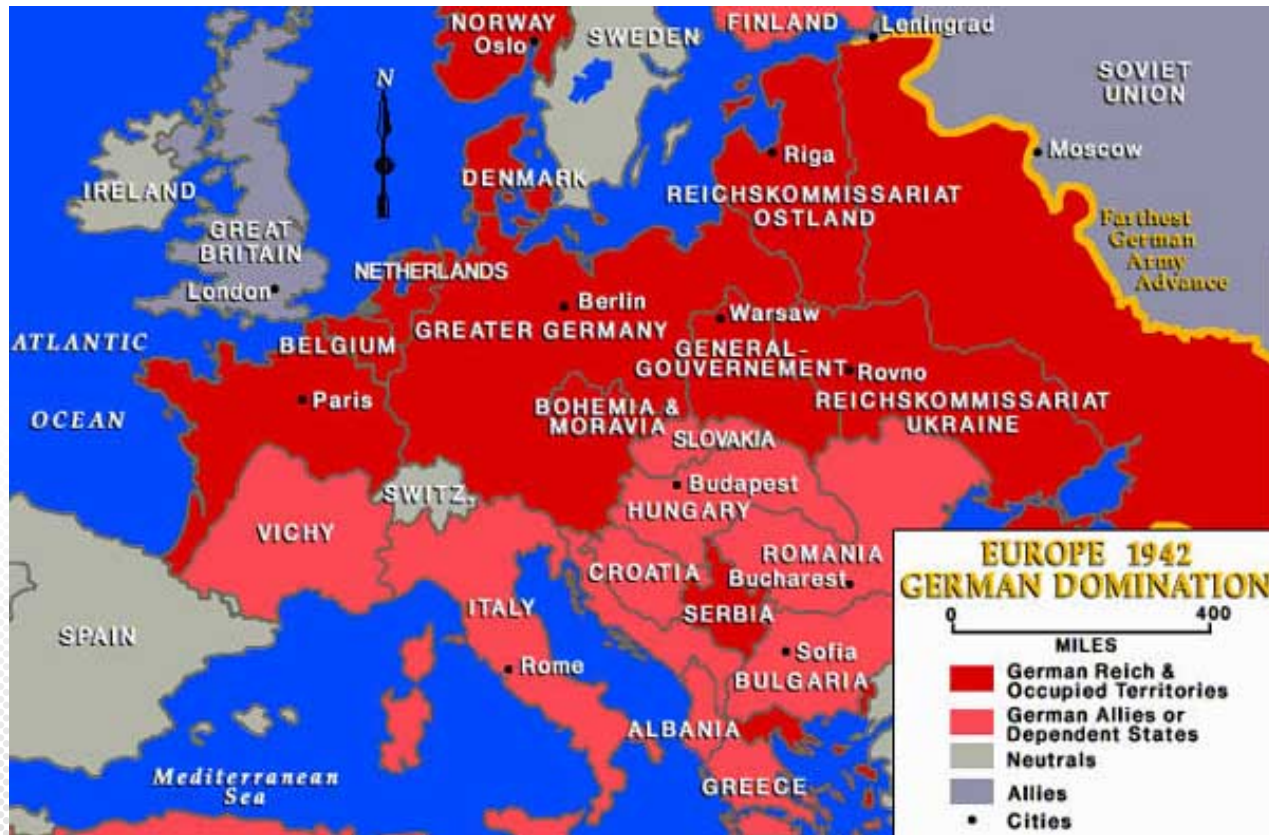 NORWAY
Oslo
SWEDEN
FINLAND
Leningrad
SOVIET
UNION
N
Moscow
Riga
IRELAND
DENMARK
REICHSKOMMISSARIAT
OSTLAND
GREAT
BRITAIN
London
Farthest
German
Army
Advance
NETHERLANDS
Berlin
GREATER GERMANY
Warsaw
ATLANTIC
OCEAN
BELGIUM
GENERAL-
GOUVERNEMENT
Rovno
Paris
BOHEMIA &
MORAVIA
REICHSKOMMISSARIAT
UKRAINE
SLOVAKIA
SWITZ.
Budapest
HUNGARY
VICHY
ROMANIA
Bucharest
CROATIA
SERBIA
ITALY
SPAIN
Rome
Sofia
BULGARIA
ALBANIA
GREECE
Mediterranean
Sea
EUROPE 1942
GERMAN DOMINATION
0 400
MILES
German Reich &
Occupied Territories
German Allies or
Dependent States
Neutrals
Allies
Cities